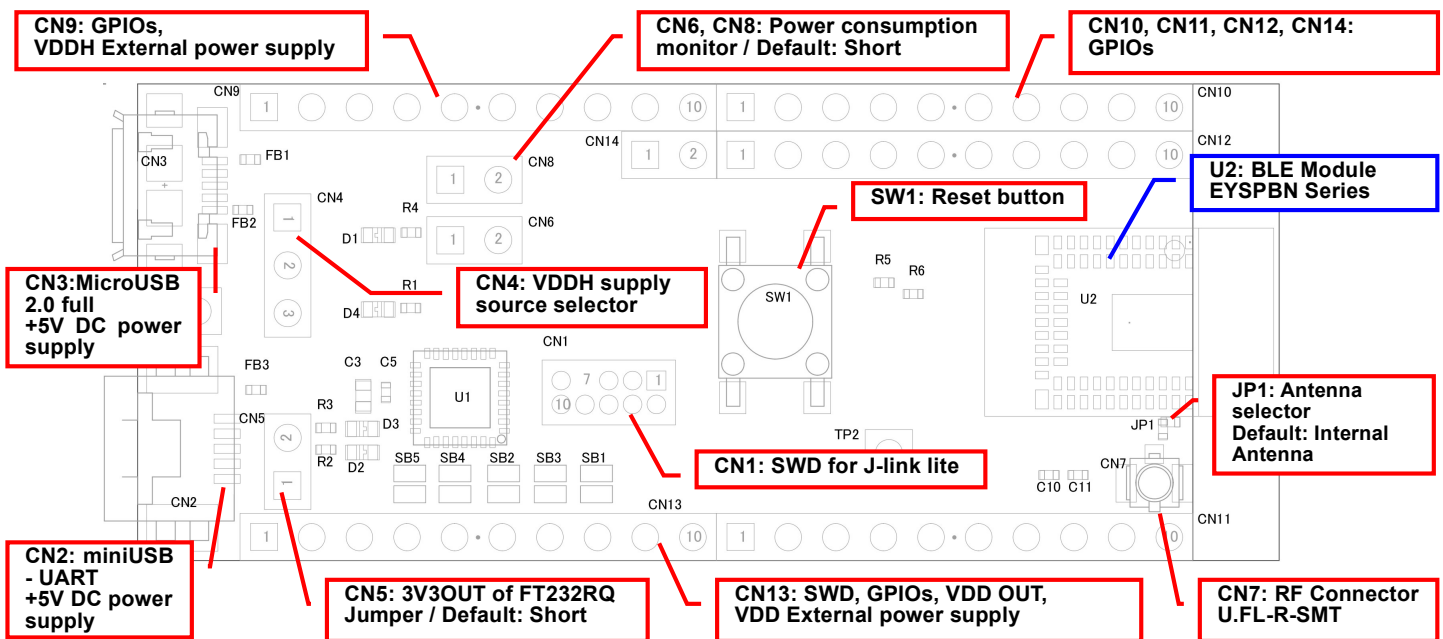 CN9: GPIOs,
VDDH External power supply
CN6, CN8: Power consumption
monitor / Default: Short
CN10, CN11, CN12, CN14:
GPIOs
CN9
1
10
1
10
CN10
CN3
FB1
CN14
1
2
1
10
CN12
CN8
1
2
U2: BLE Module
EYSPBN Series
SW1: Reset button
CN4
1
2
3
FB2
R4
D1
CN6
1
2
CN3:MicroUSB
2.0 full
+5V DC power
supply
CN4: VDDH supply
source selector
R1
D4
R5
R6
SW1
U2
FB3
C3
C5
U1
CN1
7
1
10
JP1: Antenna
selector
Default: Internal
Antenna
CN5
2
1
R3
D3
R2
D2
TP2
JP1
CN1: SWD for J-link lite
SB5
SB4
SB2
SB3
SB1
CN7
C10
C11
CN2
CN13
1
10
1
0
CN11
CN2: miniUSB
- UART
+5V DC power
supply
CN5: 3V3OUT of FT232RQ
Jumper / Default: Short
CN13: SWD, GPIOs, VDD OUT,
VDD External power supply
CN7: RF Connector
U.FL-R-SMT